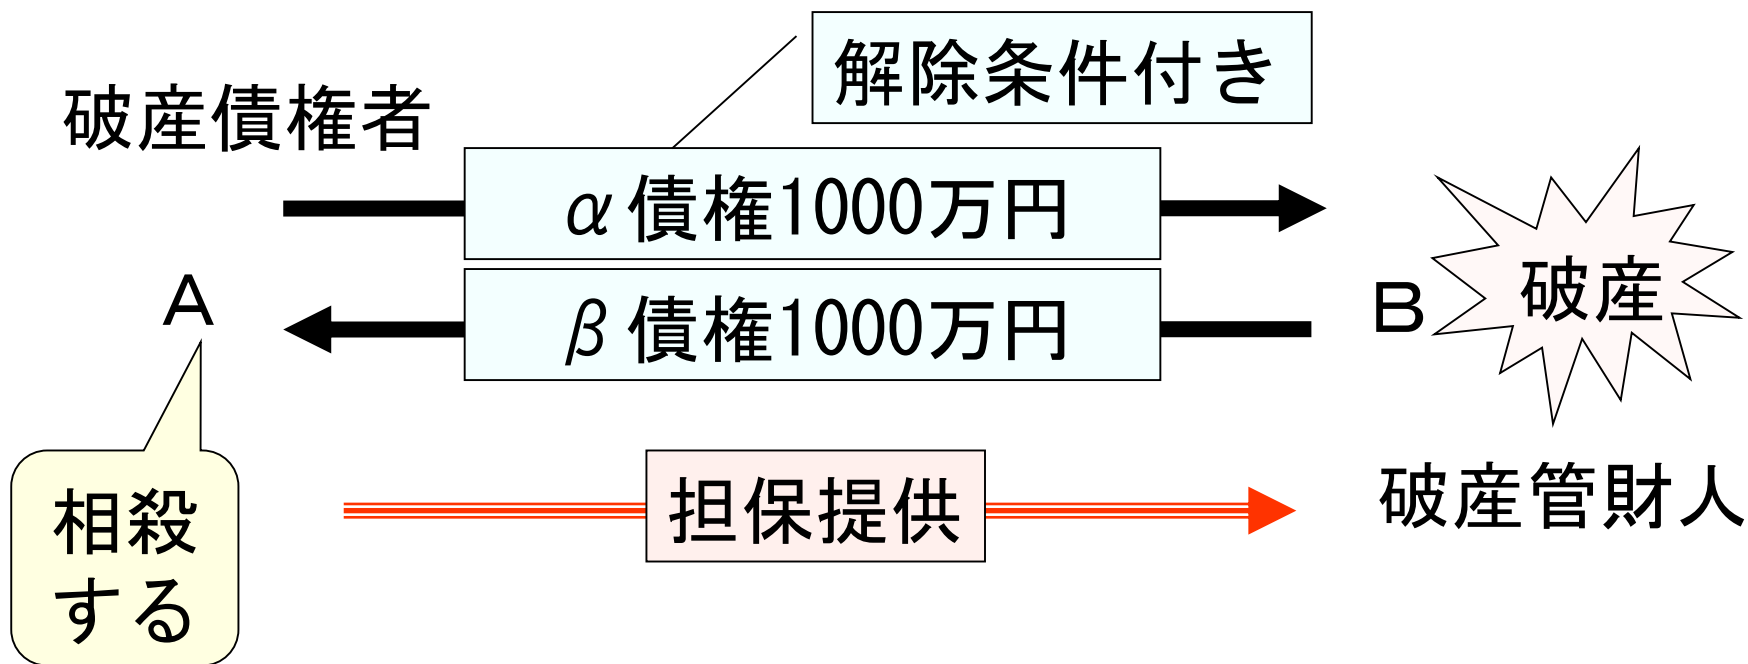 解除条件付き
破産債権者
α債権1000万円
A
β債権1000万円
B
破産
相殺
する
担保提供
破産管財人